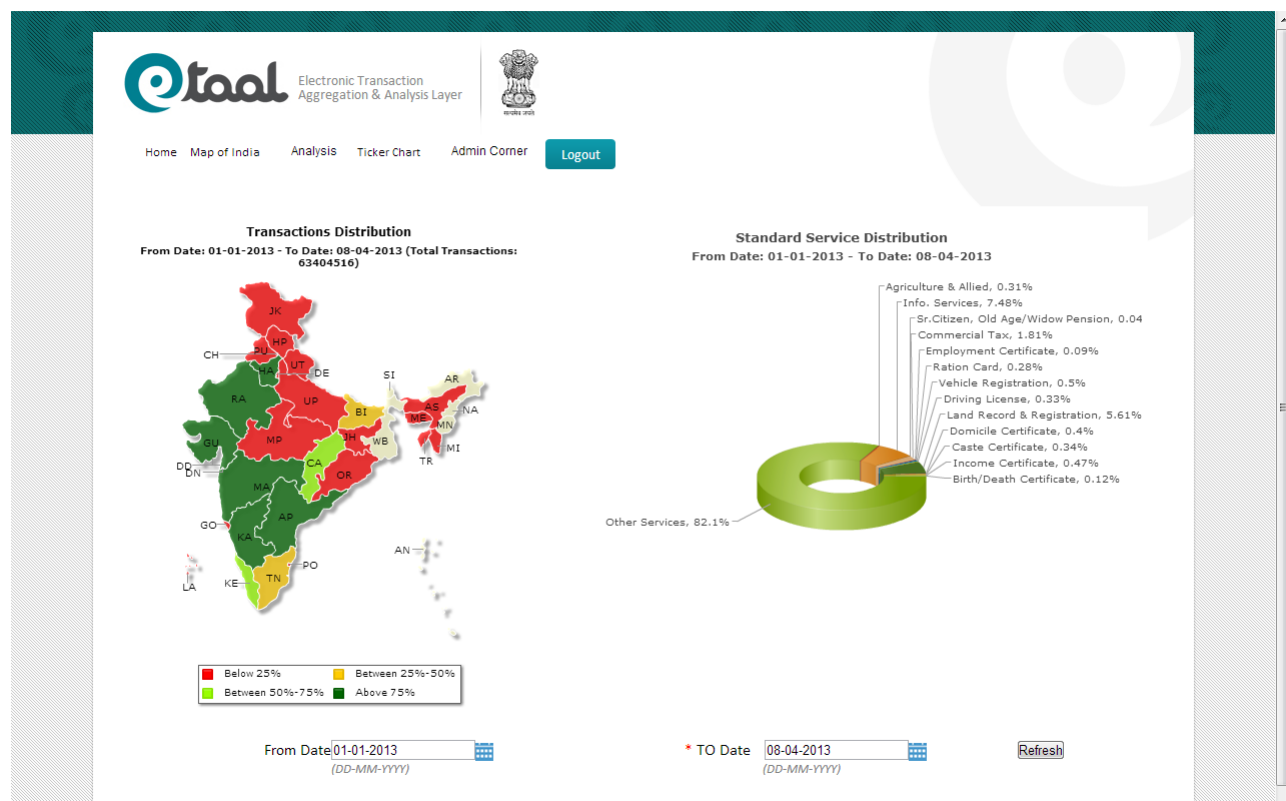 etaal
Electronic Transaction
Aggregation & Analysis Layer
सत्यमेव जयते
Home Map of India Analysis Ticker Chart Admin Corner Logout
Transactions Distribution
From Date: 01-01-2013 - To Date: 08-04-2013 (Total Transactions:
63404516)
JK
HP
CH
PU
UT
HA
DE
SI
AR
RA
UP
BI
AS
NA
ME
MN
GU
MP
JH
WB
MI
TR
DD
DN
CA
OR
MA
AP
GO
KA
AN
PO
LA
KE
TN
Below 25%
Between 25%-50%
Between 50%-75%
Above 75%
Standard Service Distribution
From Date: 01-01-2013 - To Date: 08-04-2013
Agriculture & Allied, 0.31%
Info. Services, 7.48%
Sr.Citizen, Old Age/Widow Pension, 0.04
Commercial Tax, 1.81%
Employment Certificate, 0.09%
Ration Card, 0.28%
Vehicle Registration, 0.5%
Driving License, 0.33%
Land Record & Registration, 5.61%
Domicile Certificate, 0.4%
Caste Certificate, 0.34%
Income Certificate, 0.47%
Birth/Death Certificate, 0.12%
Other Services, 82.1%
From Date 01-01-2013
(DD-MM-YYYY)
* TO Date 08-04-2013
(DD-MM-YYYY)
Refresh